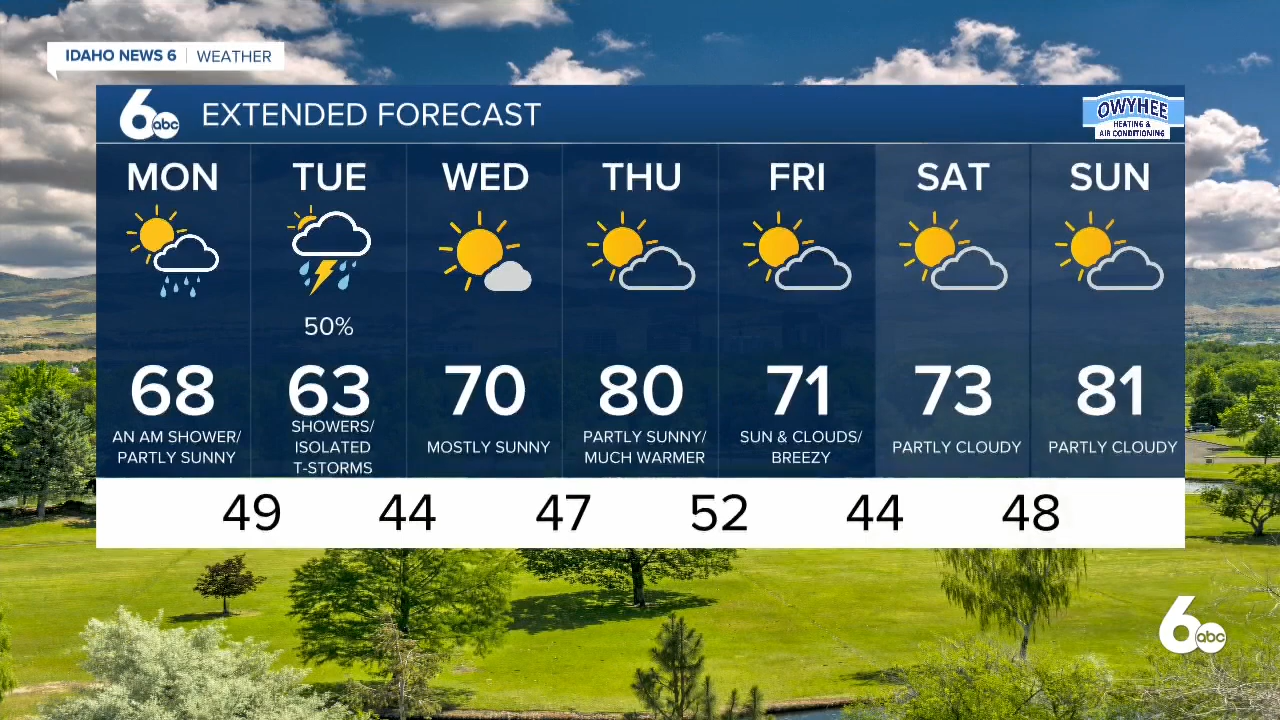 IDAHO NEWS 6 | WEATHER
6 abc EXTENDED FORECAST
OWYHEE
HEATING &
AIR CONDITIONING
MON
68
AN AM SHOWER/
PARTLY SUNNY
TUE
50%
63
SHOWERS/
ISOLATED
T-STORMS
WED
70
MOSTLY SUNNY
THU
80
PARTLY SUNNY/
MUCH WARMER
FRI
71
SUN & CLOUDS/
BREEZY
SAT
73
PARTLY CLOUDY
SUN
81
PARTLY CLOUDY
49 44 47 52 44 48
6 abc